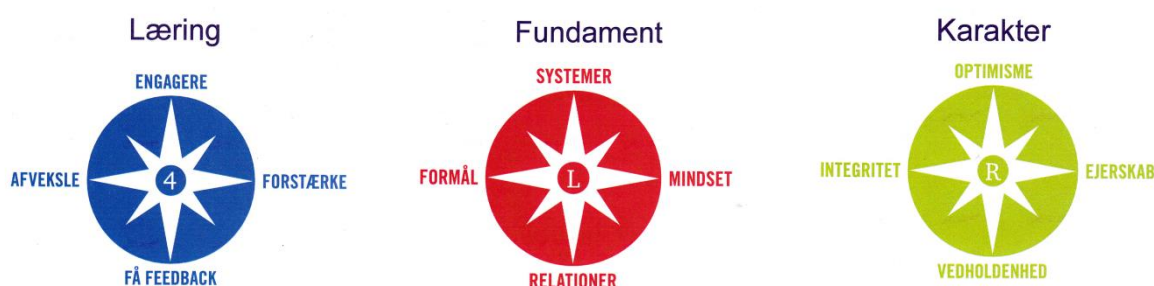 Læring
ENGAGERE
AFVEKSLE
4
FORSTÆRKE
FÅ FEEDBACK
Fundament
SYSTEMER
FORMÅL
L
MINDSET
RELATIONER
Karakter
OPTIMISME
INTEGRITET
R
EJERSKAB
VEDHOLDENHED